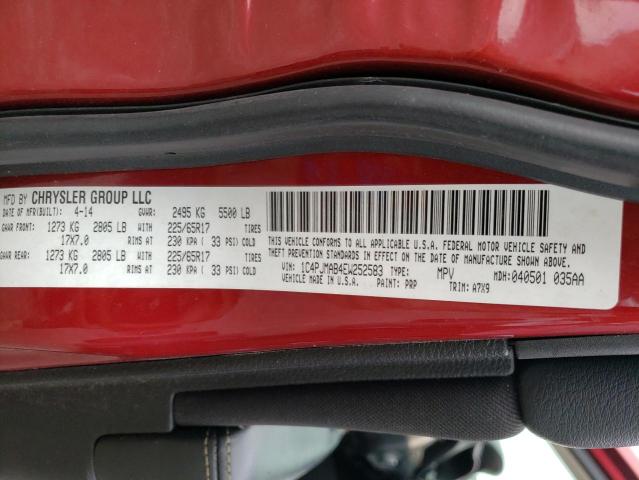 MFD BY CHRYSLER GROUP LLC
DATE OF MFR(BUILT): 4-14 GVWR: 2495 KG 5500 LB
GAWR FRONT: 1273 KG 2805 LB WITH 225/65R17 TIRES
17X7.0 RIMS AT 230 KPA ( 33 PSI) COLD
GAWR REAR: 1273 KG 2805 LB WITH 225/65R17 TIRES
17X7.0 RIMS AT 230 KPA ( 33 PSI) COLD
THIS VEHICLE CONFORMS TO ALL APPLICABLE U.S.A. FEDERAL MOTOR VEHICLE SAFETY AND
THEFT PREVENTION STANDARDS IN EFFECT ON THE DATE OF MANUFACTURE SHOWN ABOVE.
VIN: 1C4PJMAB4EW252583 TYPE: MPV MDH:040501 035AA
VEHICLE MADE IN U.S.A. PAINT: PRP TRIM: A7X9